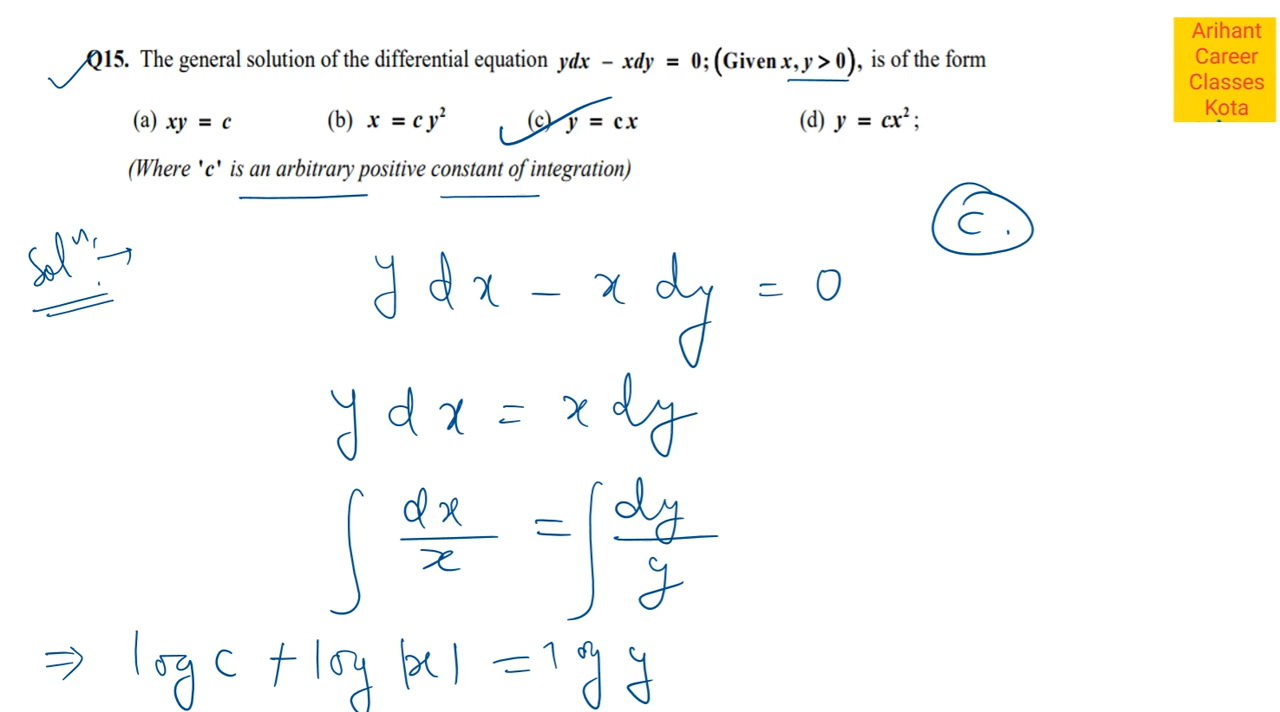 Arihant
Career
Classes
Kota
Q15. The general solution of the differential equation ydx − xdy = 0; (Given x, y > 0), is of the form
(a) xy = c (b) x = cy² (c) y = cx (d) y = cx²;
(Where 'c' is an arbitrary positive constant of integration)
C.
Solⁿ. →
y dx − x dy = 0
y dx = x dy
∫ dx/x = ∫ dy/y
⇒ log c + log |x| = log y